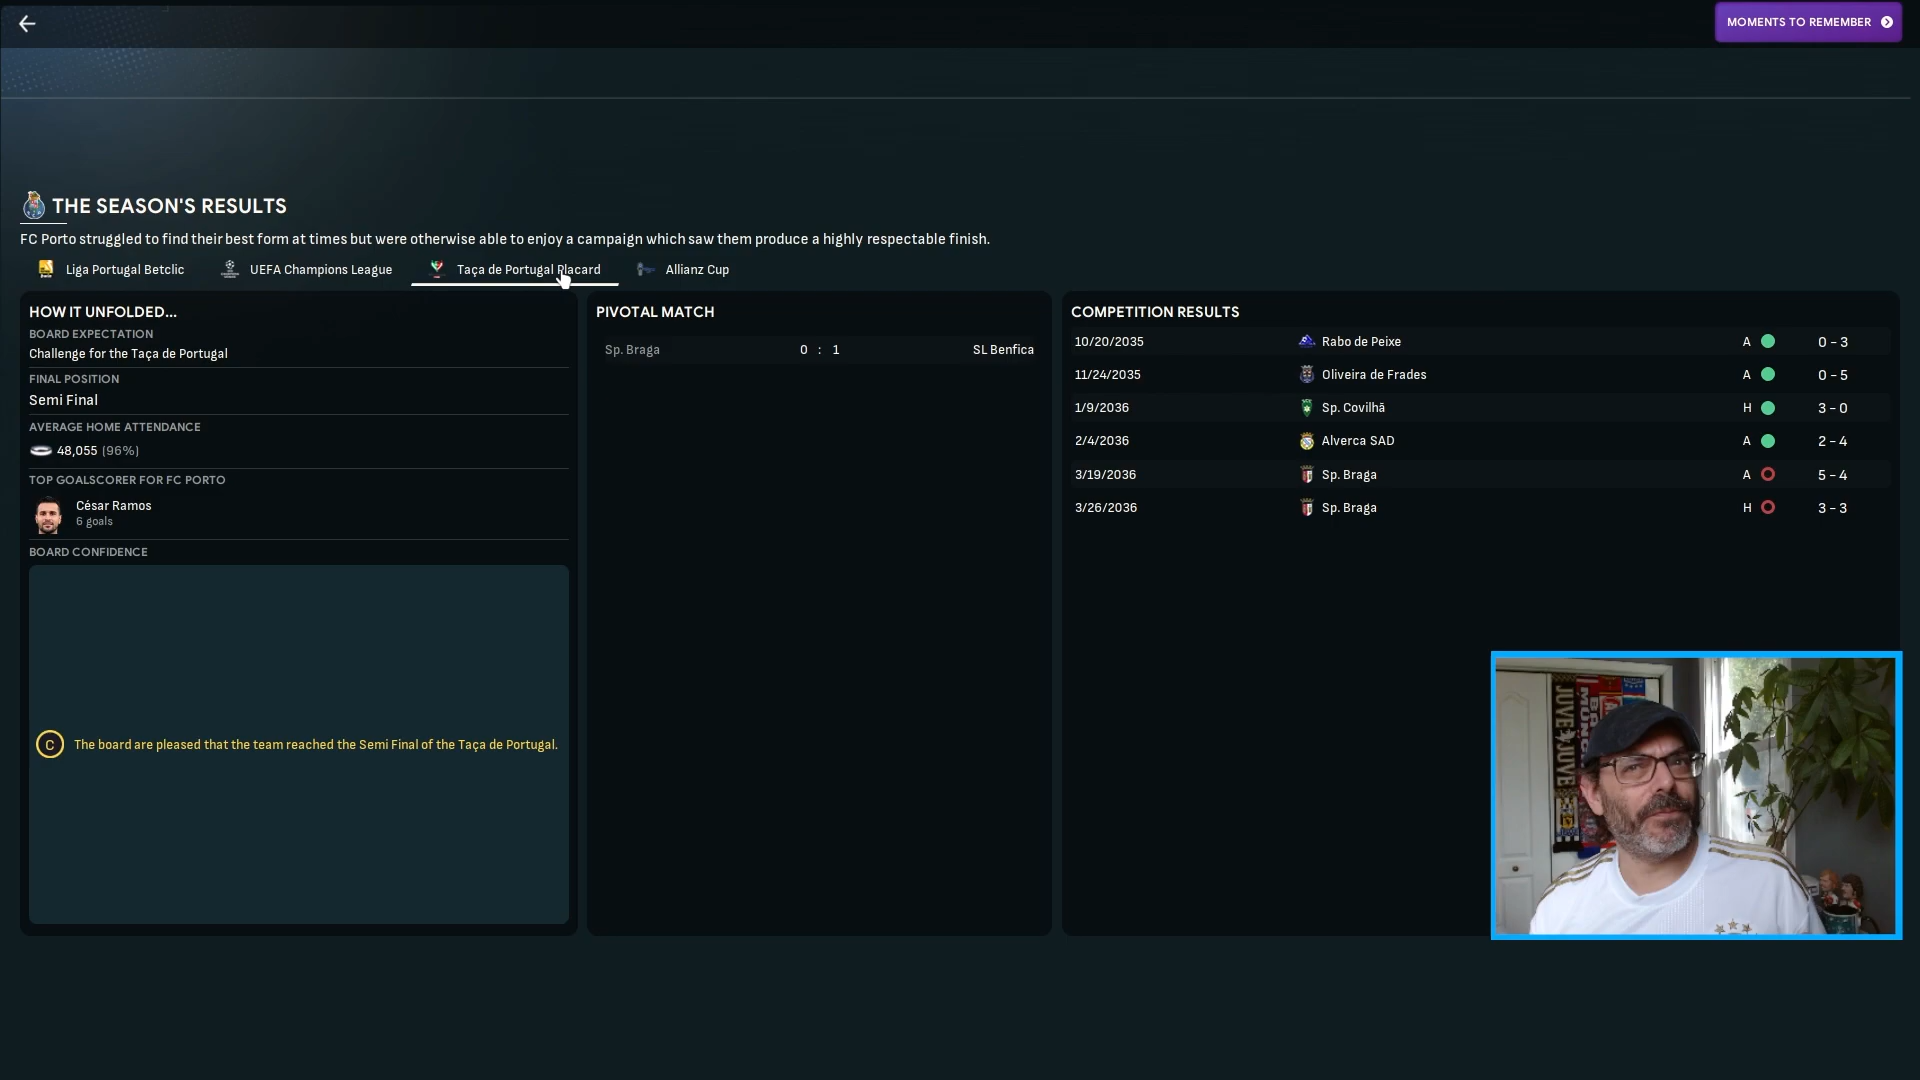 MOMENTS TO REMEMBER
THE SEASON'S RESULTS
FC Porto struggled to find their best form at times but were otherwise able to enjoy a campaign which saw them produce a highly respectable finish.
Liga Portugal Betclic UEFA Champions League Taça de Portugal Placard Allianz Cup
HOW IT UNFOLDED...
BOARD EXPECTATION
Challenge for the Taça de Portugal
FINAL POSITION
Semi Final
AVERAGE HOME ATTENDANCE
48,055 (96%)
TOP GOALSCORER FOR FC PORTO
César Ramos
6 goals
BOARD CONFIDENCE
C The board are pleased that the team reached the Semi Final of the Taça de Portugal.
PIVOTAL MATCH
Sp. Braga 0 : 1 SL Benfica
COMPETITION RESULTS
10/20/2035 Rabo de Peixe A 0 - 3
11/24/2035 Oliveira de Frades A 0 - 5
1/9/2036 Sp. Covilhã H 3 - 0
2/4/2036 Alverca SAD A 2 - 4
3/19/2036 Sp. Braga A 5 - 4
3/26/2036 Sp. Braga H 3 - 3
JUVE JUVE